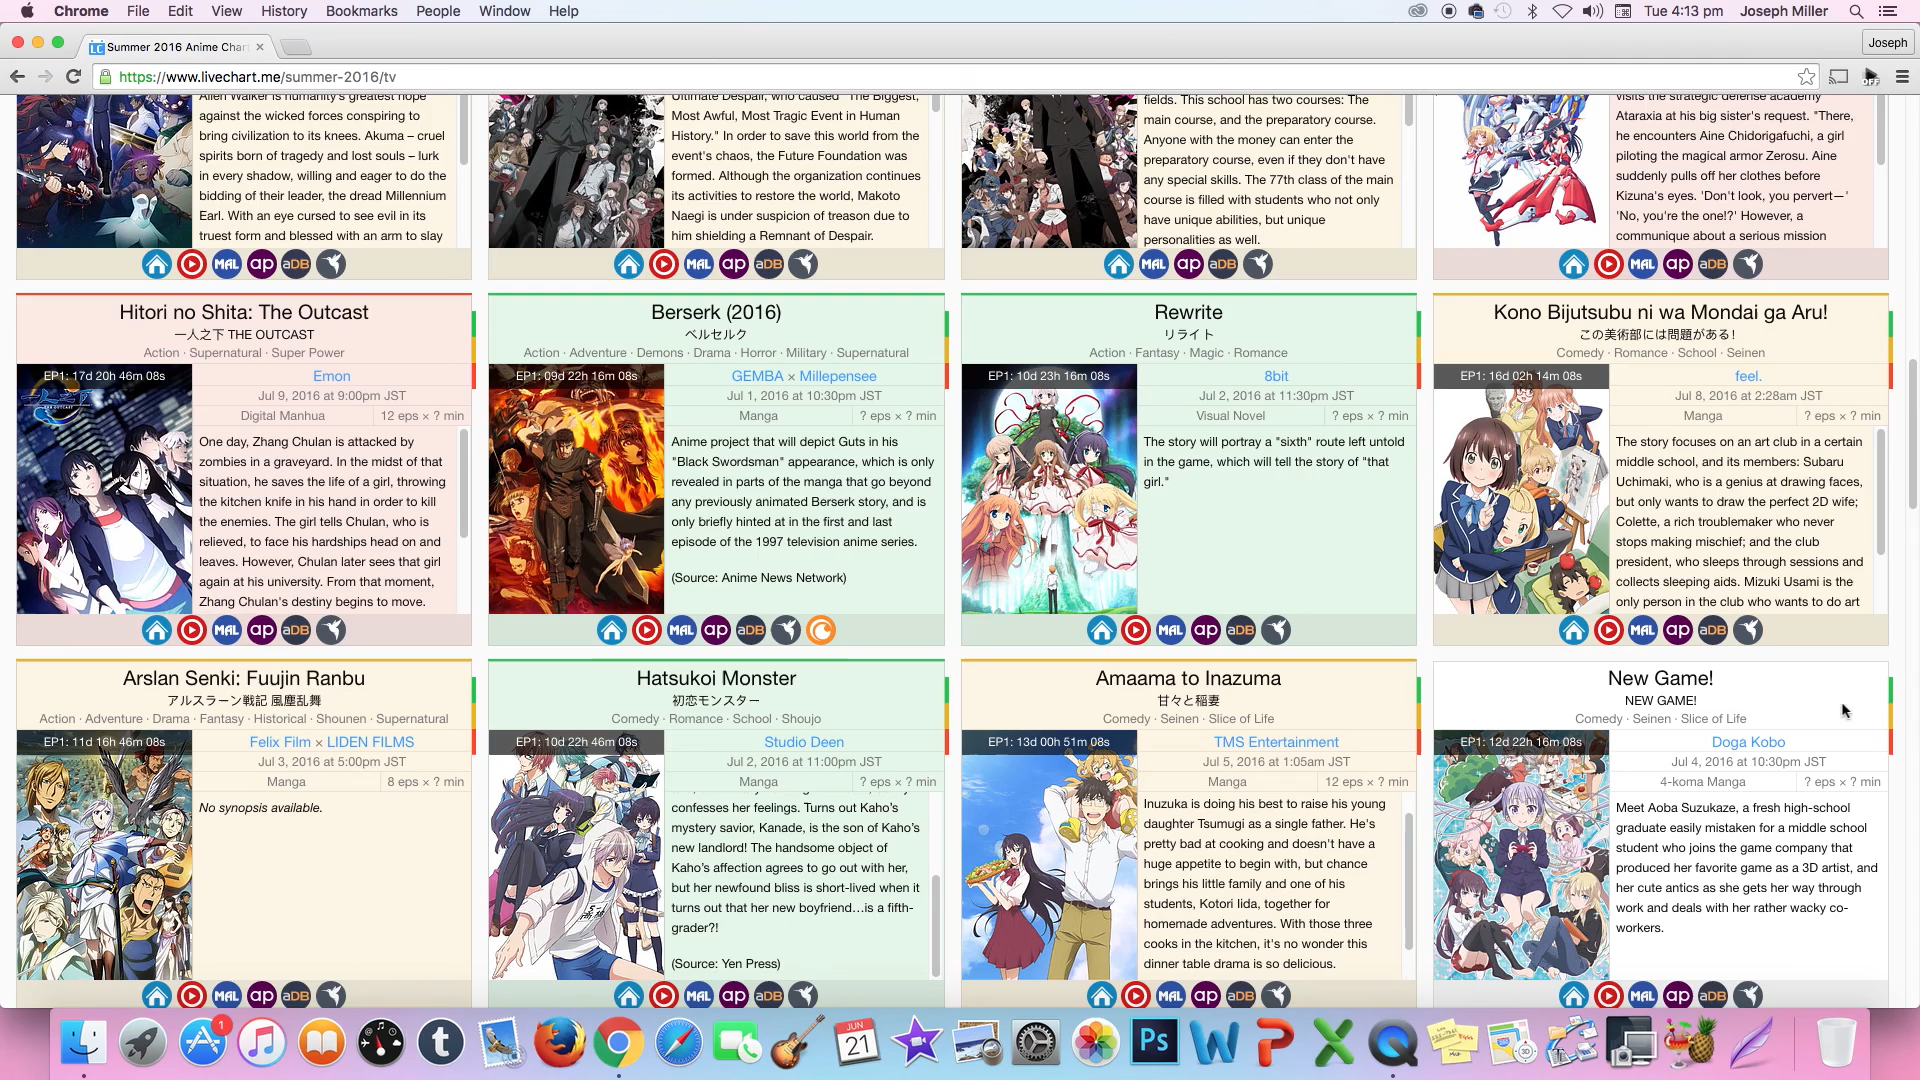 Chrome File Edit View History Bookmarks People Window Help
Tue 4:13 pm Joseph Miller
Summer 2016 Anime Char
Joseph
https://www.livechart.me/summer-2016/tv
OFF
Allen Walker is humanity's greatest hope
against the wicked forces conspiring to
bring civilization to its knees. Akuma – cruel
spirits born of tragedy and lost souls – lurk
in every shadow, willing and eager to do the
bidding of their leader, the dread Millennium
Earl. With an eye cursed to see evil in its
truest form and blessed with an arm to slay
MAL ap aDB
Ultimate Despair, who caused "The Biggest,
Most Awful, Most Tragic Event in Human
History." In order to save this world from the
event's chaos, the Future Foundation was
formed. Although the organization continues
its activities to restore the world, Makoto
Naegi is under suspicion of treason due to
him shielding a Remnant of Despair.
MAL ap aDB
fields. This school has two courses: The
main course, and the preparatory course.
Anyone with the money can enter the
preparatory course, even if they don't have
any special skills. The 77th class of the main
course is filled with students who not only
have unique abilities, but unique
personalities as well.
MAL ap aDB
visits the strategic defense academy
Ataraxia at his big sister's request. "There,
he encounters Aine Chidorigafuchi, a girl
piloting the magical armor Zerosu. Aine
suddenly pulls off her clothes before
Kizuna's eyes. 'Don't look, you pervert—'
'No, you're the one!?' However, a
communique about a serious mission
MAL ap aDB
Hitori no Shita: The Outcast
一人之下 THE OUTCAST
Action · Supernatural · Super Power
EP1: 17d 20h 46m 08s
Emon
Jul 9, 2016 at 9:00pm JST
Digital Manhua 12 eps × ? min
One day, Zhang Chulan is attacked by
zombies in a graveyard. In the midst of that
situation, he saves the life of a girl, throwing
the kitchen knife in his hand in order to kill
the enemies. The girl tells Chulan, who is
relieved, to face his hardships head on and
leaves. However, Chulan later sees that girl
again at his university. From that moment,
Zhang Chulan's destiny begins to move.
MAL ap aDB
Berserk (2016)
ベルセルク
Action · Adventure · Demons · Drama · Horror · Military · Supernatural
EP1: 09d 22h 16m 08s
GEMBA × Millepensee
Jul 1, 2016 at 10:30pm JST
Manga ? eps × ? min
Anime project that will depict Guts in his
"Black Swordsman" appearance, which is only
revealed in parts of the manga that go beyond
any previously animated Berserk story, and is
only briefly hinted at in the first and last
episode of the 1997 television anime series.
(Source: Anime News Network)
MAL ap aDB
Rewrite
リライト
Action · Fantasy · Magic · Romance
EP1: 10d 23h 16m 08s
8bit
Jul 2, 2016 at 11:30pm JST
Visual Novel ? eps × ? min
The story will portray a "sixth" route left untold
in the game, which will tell the story of "that
girl."
MAL ap aDB
Kono Bijutsubu ni wa Mondai ga Aru!
この美術部には問題がある!
Comedy · Romance · School · Seinen
EP1: 16d 02h 14m 08s
feel.
Jul 8, 2016 at 2:28am JST
Manga ? eps × ? min
The story focuses on an art club in a certain
middle school, and its members: Subaru
Uchimaki, who is a genius at drawing faces,
but only wants to draw the perfect 2D wife;
Colette, a rich troublemaker who never
stops making mischief; and the club
president, who sleeps through sessions and
collects sleeping aids. Mizuki Usami is the
only person in the club who wants to do art
MAL ap aDB
Arslan Senki: Fuujin Ranbu
アルスラーン戦記 風塵乱舞
Action · Adventure · Drama · Fantasy · Historical · Shounen · Supernatural
EP1: 11d 16h 46m 08s
Felix Film × LIDEN FILMS
Jul 3, 2016 at 5:00pm JST
Manga 8 eps × ? min
No synopsis available.
MAL ap aDB
Hatsukoi Monster
初恋モンスター
Comedy · Romance · School · Shoujo
EP1: 10d 22h 46m 08s
Studio Deen
Jul 2, 2016 at 11:00pm JST
Manga ? eps × ? min
confesses her feelings. Turns out Kaho's
mystery savior, Kanade, is the son of Kaho's
new landlord! The handsome object of
Kaho's affection agrees to go out with her,
but her newfound bliss is short-lived when it
turns out that her new boyfriend…is a fifth-
grader?!
(Source: Yen Press)
MAL ap aDB
Amaama to Inazuma
甘々と稲妻
Comedy · Seinen · Slice of Life
EP1: 13d 00h 51m 08s
TMS Entertainment
Jul 5, 2016 at 1:05am JST
Manga 12 eps × ? min
Inuzuka is doing his best to raise his young
daughter Tsumugi as a single father. He's
pretty bad at cooking and doesn't have a
huge appetite to begin with, but chance
brings his little family and one of his
students, Kotori Iida, together for
homemade adventures. With those three
cooks in the kitchen, it's no wonder this
dinner table drama is so delicious.
MAL ap aDB
New Game!
NEW GAME!
Comedy · Seinen · Slice of Life
EP1: 12d 22h 16m 08s
Doga Kobo
Jul 4, 2016 at 10:30pm JST
4-koma Manga ? eps × ? min
Meet Aoba Suzukaze, a fresh high-school
graduate easily mistaken for a middle school
student who joins the game company that
produced her favorite game as a 3D artist, and
her cute antics as she gets her way through
work and deals with her rather wacky co-
workers.
MAL ap aDB
1
JUN
21
Ps